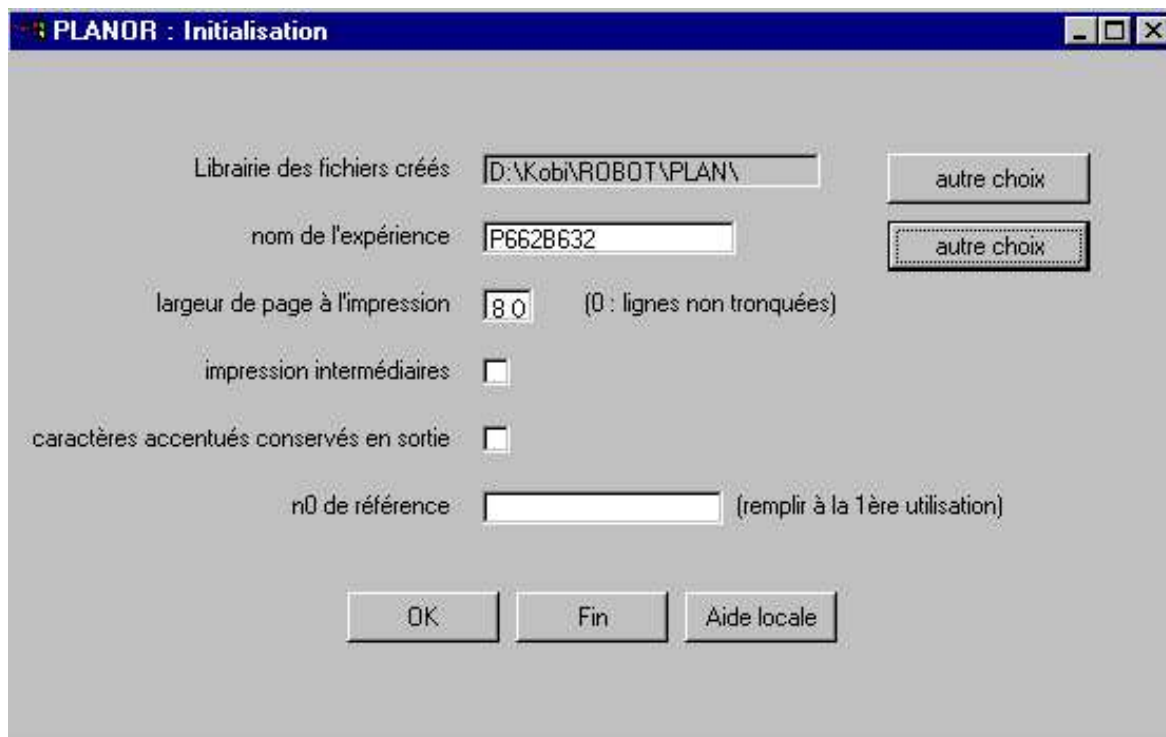 PLANOR : Initialisation
Librairie des fichiers créés D:\Kobi\ROBOT\PLAN\ autre choix
nom de l'expérience P662B632 autre choix
largeur de page à l'impression 80 (0 : lignes non tronquées)
impression intermédiaires
caractères accentués conservés en sortie
n0 de référence (remplir à la 1ère utilisation)
OK Fin Aide locale